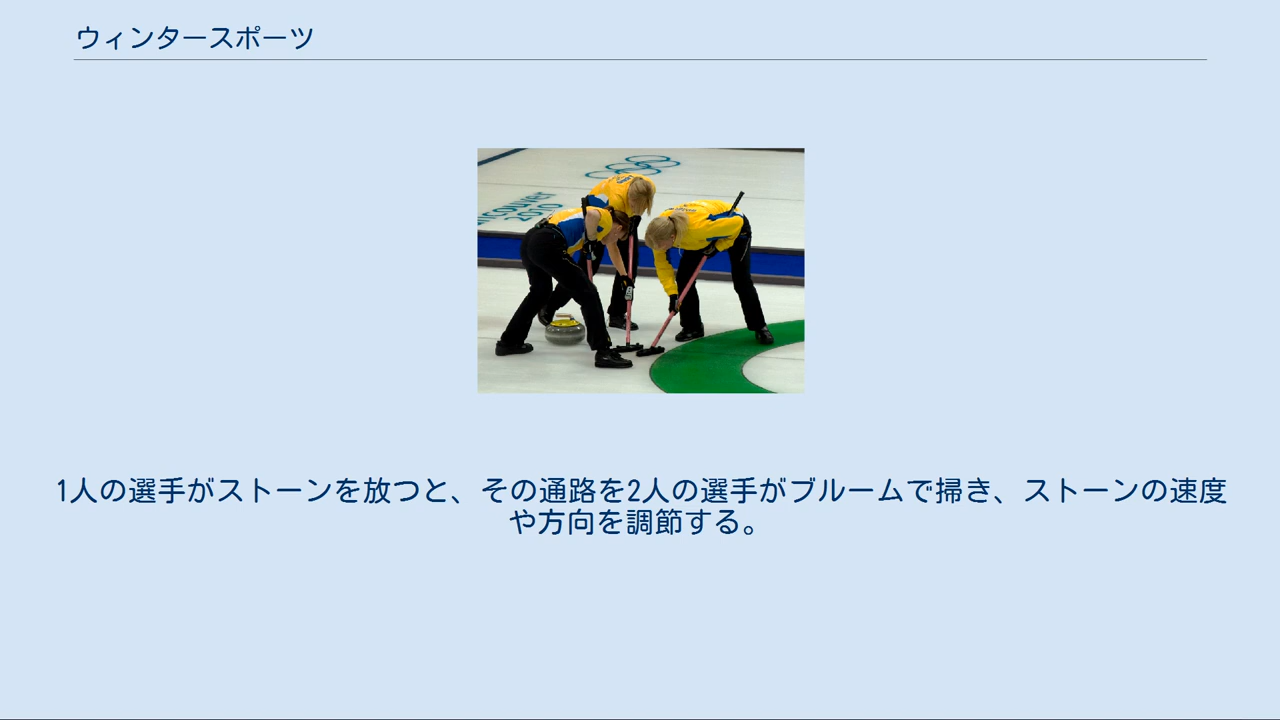 ウィンタースポーツ
ncouver
2010
1人の選手がストーンを放つと、その通路を2人の選手がブルームで掃き、ストーンの速度
や方向を調節する。